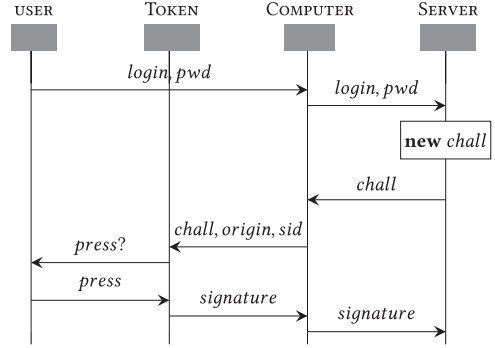 USER TOKEN COMPUTER SERVER
login, pwd
login, pwd
new chall
chall
chall, origin, sid
press?
press
signature
signature